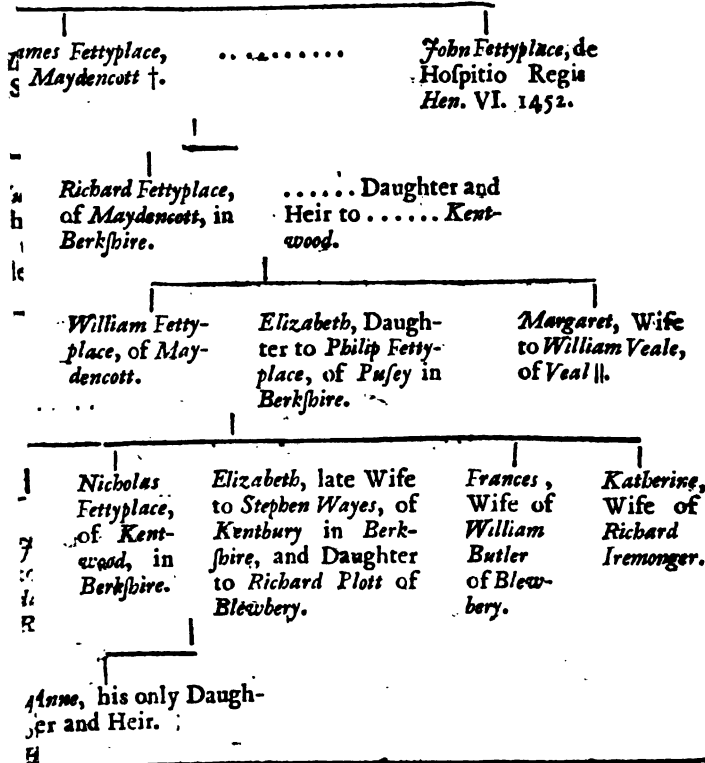 ames Fettyplace,
Maydencott †.
John Fettyplace, de
Hoſpitio Regis
Hen. VI. 1452.
Richard Fettyplace,
of Maydencott, in
Berkſhire.
...... Daughter and
Heir to ...... Kent-
wood.
William Fetty-
place, of May-
dencott.
Elizabeth, Daugh-
ter to Philip Fetty-
place, of Puſey in
Berkſhire.
Margaret, Wife
to William Veale,
of Veal ||.
Nicholas
Fettyplace,
of Kent-
wood, in
Berkſhire.
Elizabeth, late Wife
to Stephen Wayes, of
Kentbury in Berk-
ſhire, and Daughter
to Richard Plott of
Blewbery.
Frances,
Wife of
William
Butler
of Blew-
bery.
Katherine,
Wife of
Richard
Iremonger.
Anne, his only Daugh-
er and Heir.